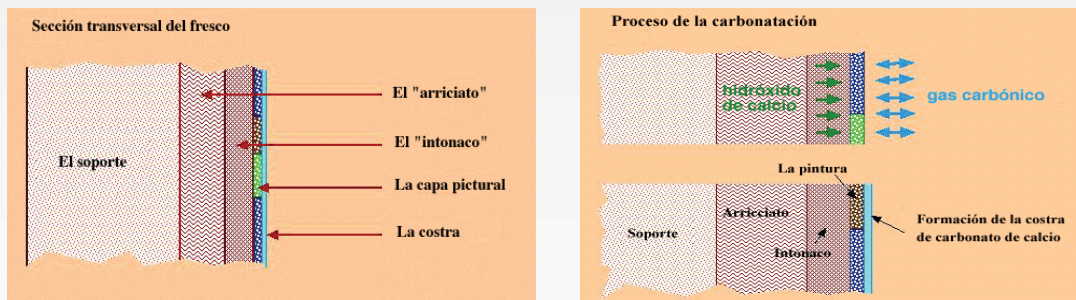 Sección transversal del fresco
El "arriciato"
El "intonaco"
El soporte
La capa pictural
La costra
Proceso de la carbonatación
hidróxido
de calcio
gas carbónico
La pintura
Arricciato
Soporte
Intonaco
Formación de la costra
de carbonato de calcio